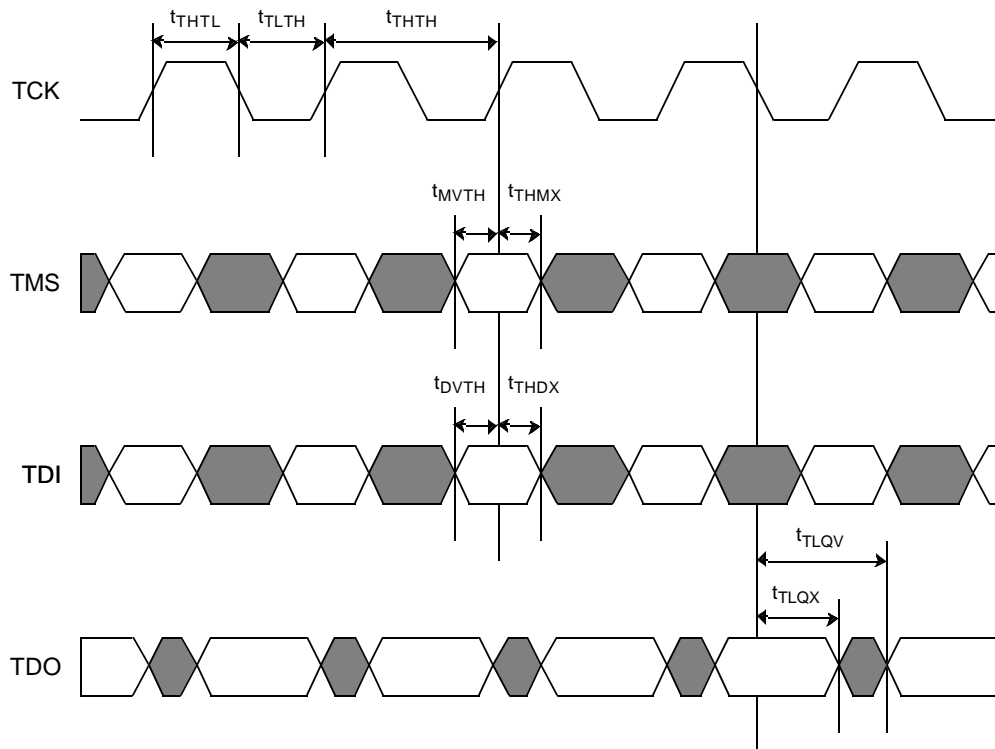 tTHTL tTLTH tTHTH
TCK
tMVTH tTHMX
TMS
tDVTH tTHDX
TDI
tTLQV
tTLQX
TDO